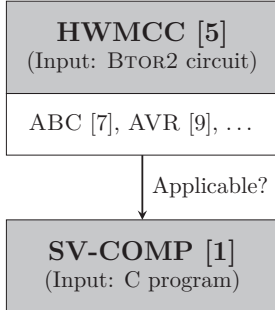 HWMCC [5]
(Input: BTOR2 circuit)
ABC [7], AVR [9], ...
Applicable?
SV-COMP [1]
(Input: C program)